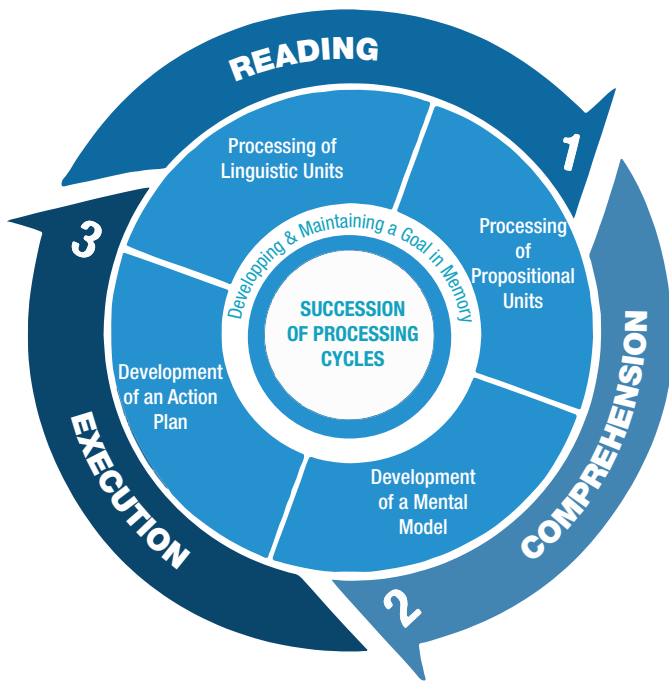 READING
1
Processing of
Linguistic Units
Processing
of
Propositional
Units
Developping & Maintaining a Goal in Memory
SUCCESSION
OF PROCESSING
CYCLES
3
Development
of an Action
Plan
Development
of a Mental
Model
COMPREHENSION
2
EXECUTION